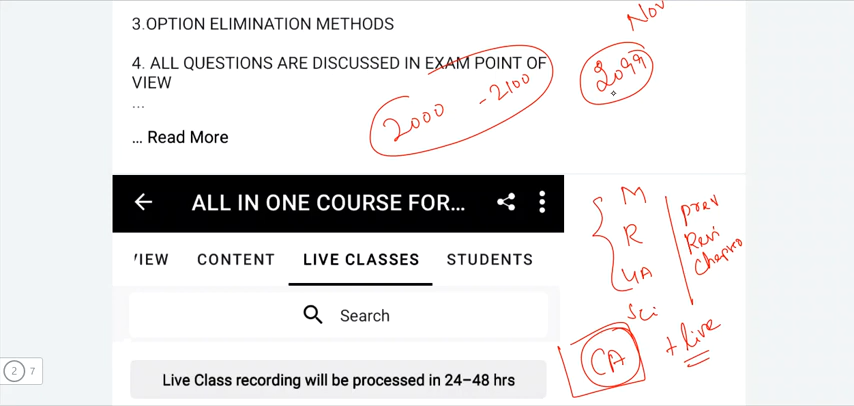 3.OPTION ELIMINATION METHODS
Nov
4. ALL QUESTIONS ARE DISCUSSED IN EXAM POINT OF
VIEW
2000 - 2100
2099
...
... Read More
ALL IN ONE COURSE FOR...
IEW CONTENT LIVE CLASSES STUDENTS
Search
Live Class recording will be processed in 24–48 hrs
M
R
Sci
CA
prev
Revi
+ live
2 7